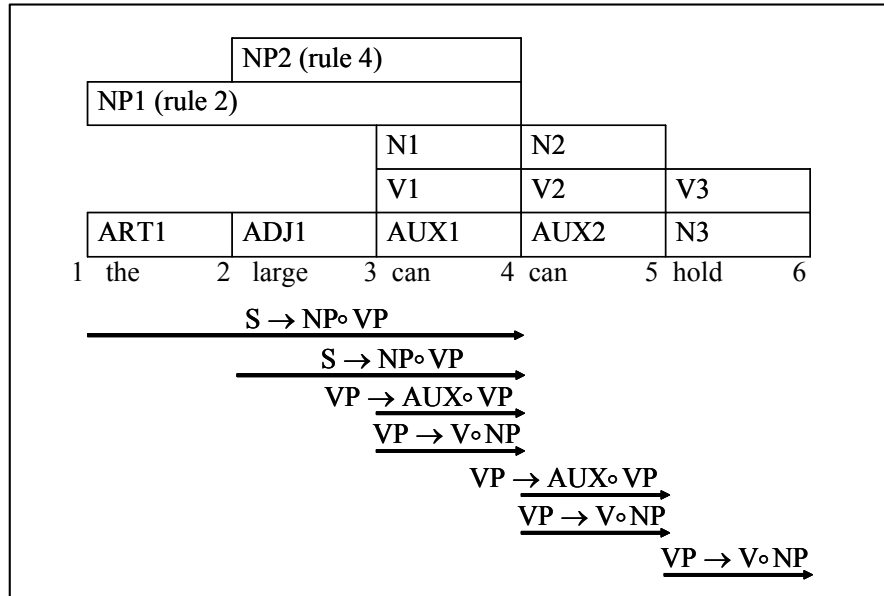 NP2 (rule 4)
NP1 (rule 2)
N1 N2
V1 V2 V3
ART1 ADJ1 AUX1 AUX2 N3
1 the 2 large 3 can 4 can 5 hold 6
S → NP∘VP
S → NP∘VP
VP → AUX∘VP
VP → V∘NP
VP → AUX∘VP
VP → V∘NP
VP → V∘NP